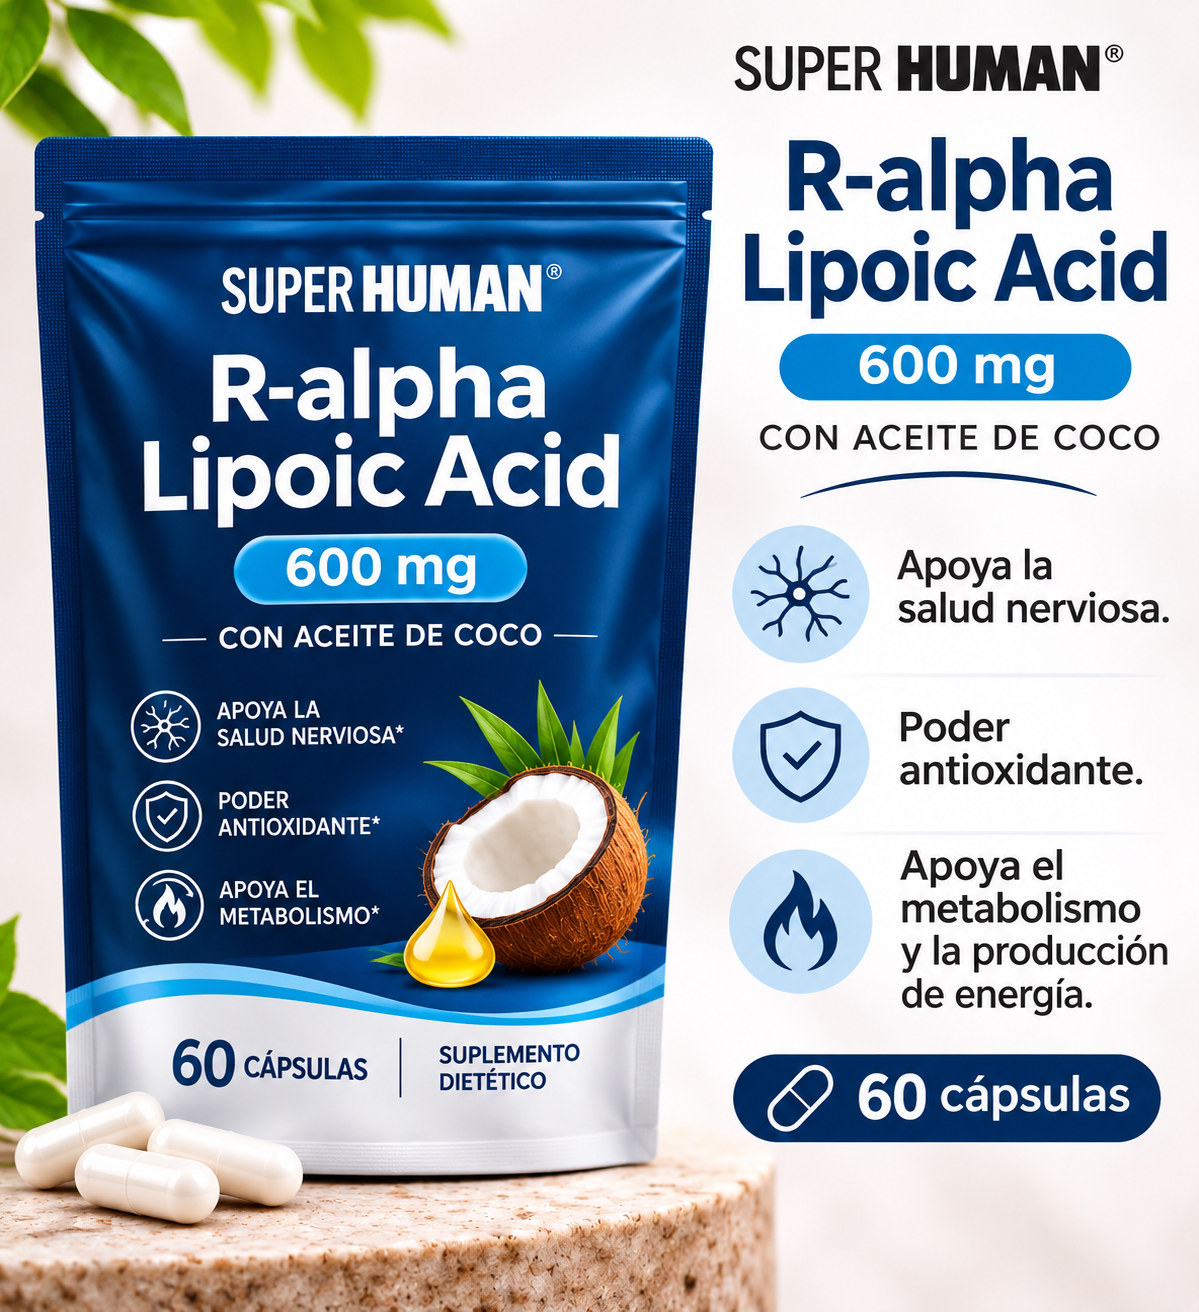 SUPER HUMAN®
R-alpha
Lipoic Acid
600 mg
CON ACEITE DE COCO
APOYA LA
SALUD NERVIOSA*
PODER
ANTIOXIDANTE*
APOYA EL
METABOLISMO*
60 CÁPSULAS
SUPLEMENTO
DIETÉTICO
SUPER HUMAN®
R-alpha
Lipoic Acid
600 mg
CON ACEITE DE COCO
Apoya la
salud nerviosa.
Poder
antioxidante.
Apoya el
metabolismo
y la producción
de energía.
60 cápsulas